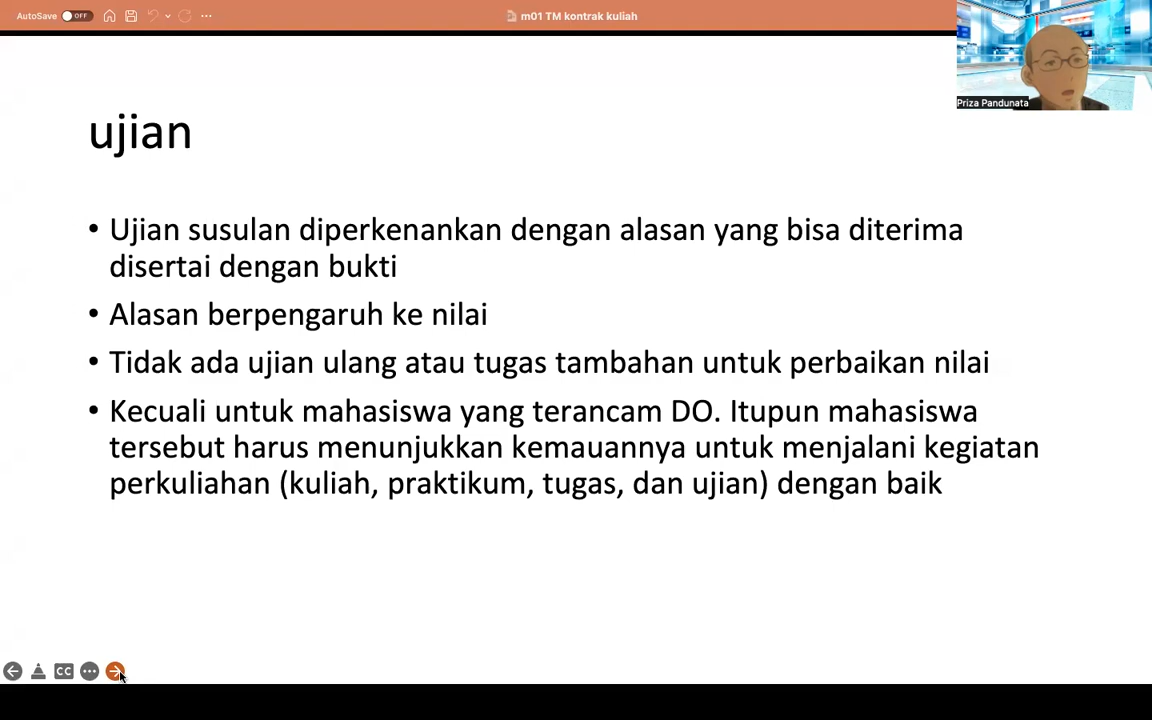 AutoSave OFF
m01 TM kontrak kuliah
Priza Pandunata
ujian
• Ujian susulan diperkenankan dengan alasan yang bisa diterima
disertai dengan bukti
• Alasan berpengaruh ke nilai
• Tidak ada ujian ulang atau tugas tambahan untuk perbaikan nilai
• Kecuali untuk mahasiswa yang terancam DO. Itupun mahasiswa
tersebut harus menunjukkan kemauannya untuk menjalani kegiatan
perkuliahan (kuliah, praktikum, tugas, dan ujian) dengan baik
CC